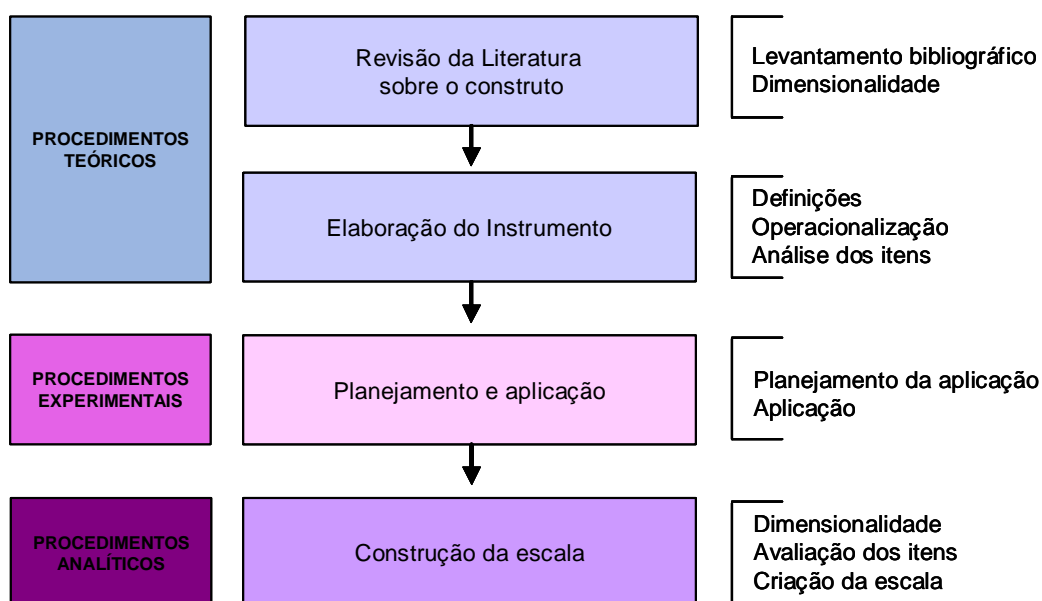 PROCEDIMENTOS
TEÓRICOS
Revisão da Literatura
sobre o construto
Levantamento bibliográfico
Dimensionalidade
Elaboração do Instrumento
Definições
Operacionalização
Análise dos itens
PROCEDIMENTOS
EXPERIMENTAIS
Planejamento e aplicação
Planejamento da aplicação
Aplicação
PROCEDIMENTOS
ANALÍTICOS
Construção da escala
Dimensionalidade
Avaliação dos itens
Criação da escala